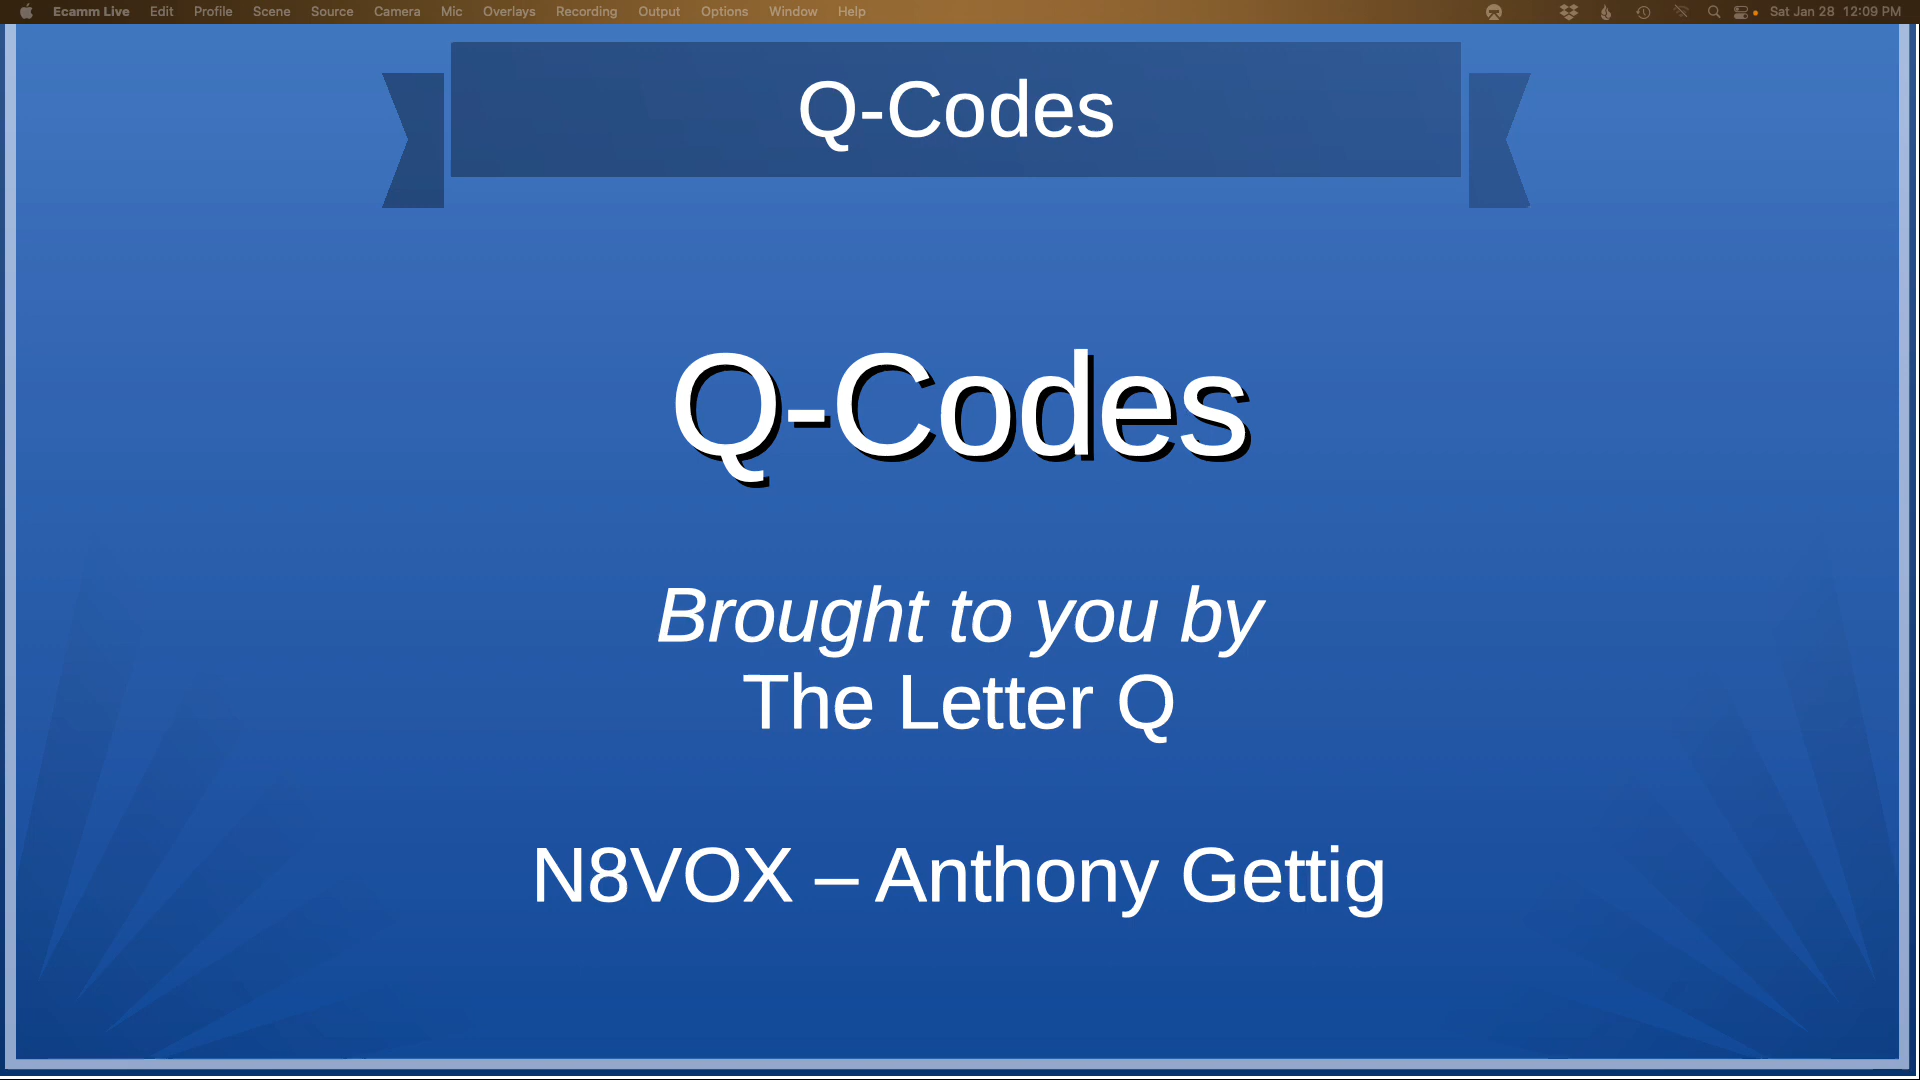 Ecamm Live Edit Profile Scene Source Camera Mic Overlays Recording Output Options Window Help Sat Jan 28 12:09 PM
Q-Codes
Q-Codes
Brought to you by
The Letter Q
N8VOX – Anthony Gettig